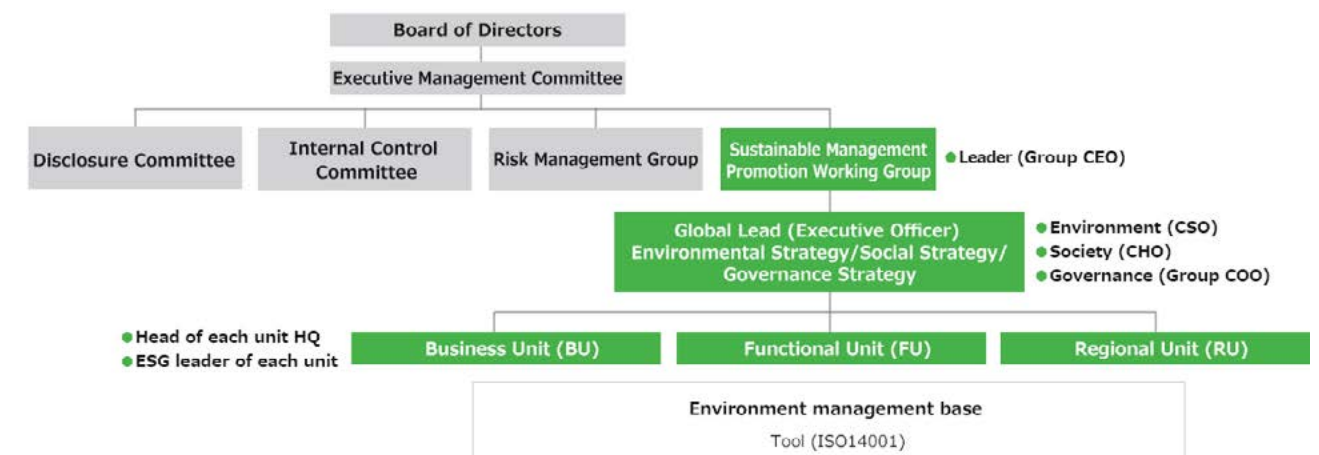 Board of Directors
Executive Management Committee
Disclosure Committee
Internal Control
Committee
Risk Management Group
Sustainable Management
Promotion Working Group
●Leader (Group CEO)
Global Lead (Executive Officer)
Environmental Strategy/Social Strategy/
Governance Strategy
●Environment (CSO)
●Society (CHO)
●Governance (Group COO)
●Head of each unit HQ
●ESG leader of each unit
Business Unit (BU)
Functional Unit (FU)
Regional Unit (RU)
Environment management base
Tool (ISO14001)